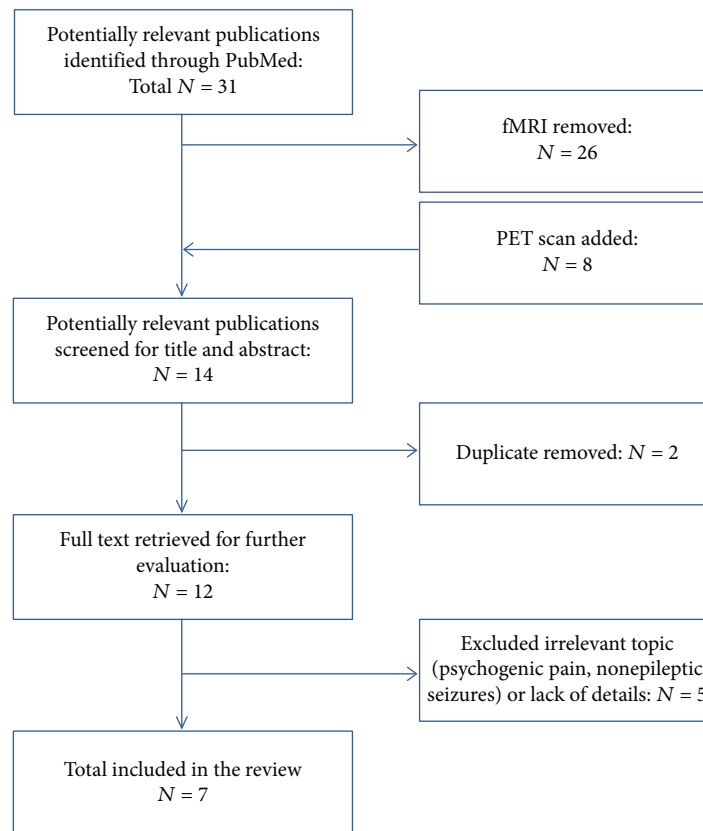 Potentially relevant publications
identified through PubMed:
Total N = 31
fMRI removed:
N = 26
PET scan added:
N = 8
Potentially relevant publications
screened for title and abstract:
N = 14
Duplicate removed: N = 2
Full text retrieved for further
evaluation:
N = 12
Excluded irrelevant topic
(psychogenic pain, nonepileptic
seizures) or lack of details: N = 5
Total included in the review
N = 7